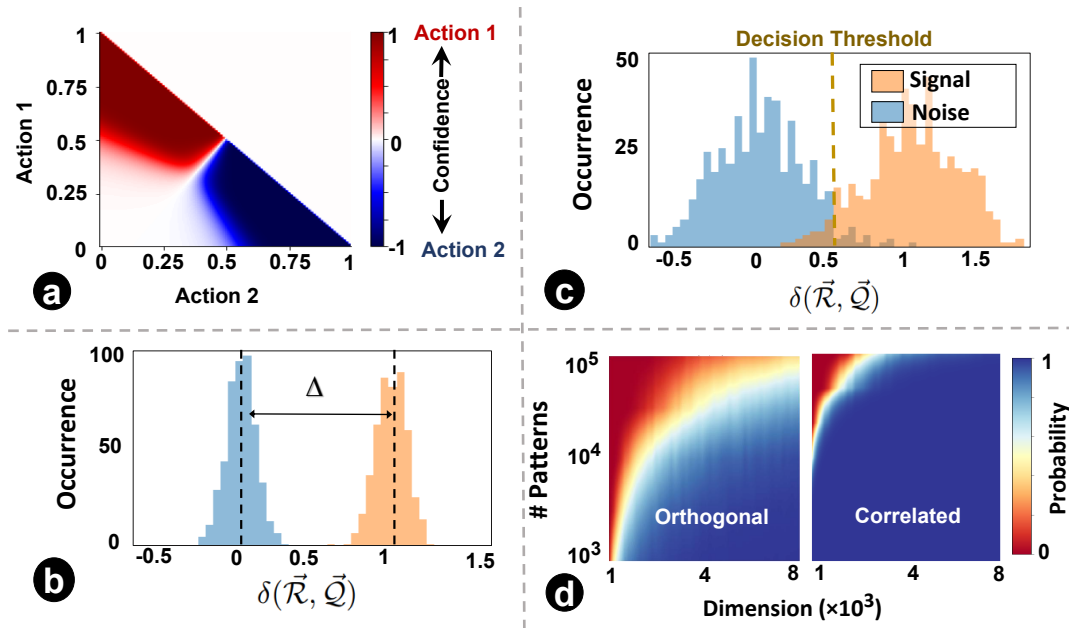 1
0.75
0.5
0.25
0
Action 1
0
0.25
0.5
0.75
1
Action 2
1
0
-1
Action 1
Confidence
Action 2
a
Decision Threshold
50
25
0
Occurrence
Signal
Noise
-0.5
0
0.5
1
1.5
δ(R⃗, Q⃗)
c
100
50
0
Occurrence
Δ
-0.5
0
0.5
1
1.5
δ(R⃗, Q⃗)
b
10⁵
10⁴
10³
# Patterns
Orthogonal
Correlated
1
4
8
1
4
8
Dimension (×10³)
1
0
Probability
d